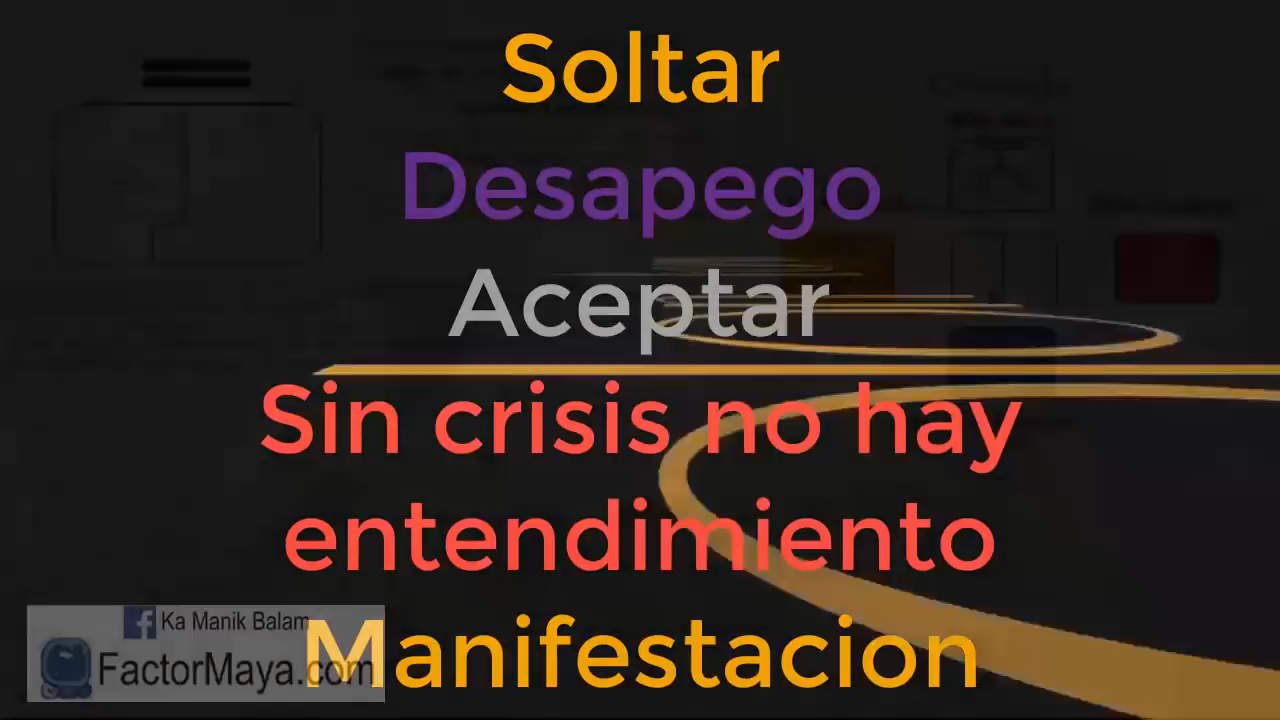 Soltar
Desapego
Aceptar
Sin crisis no hay
entendimiento
Manifestacion
Ka Manik Balam
FactorMaya.com